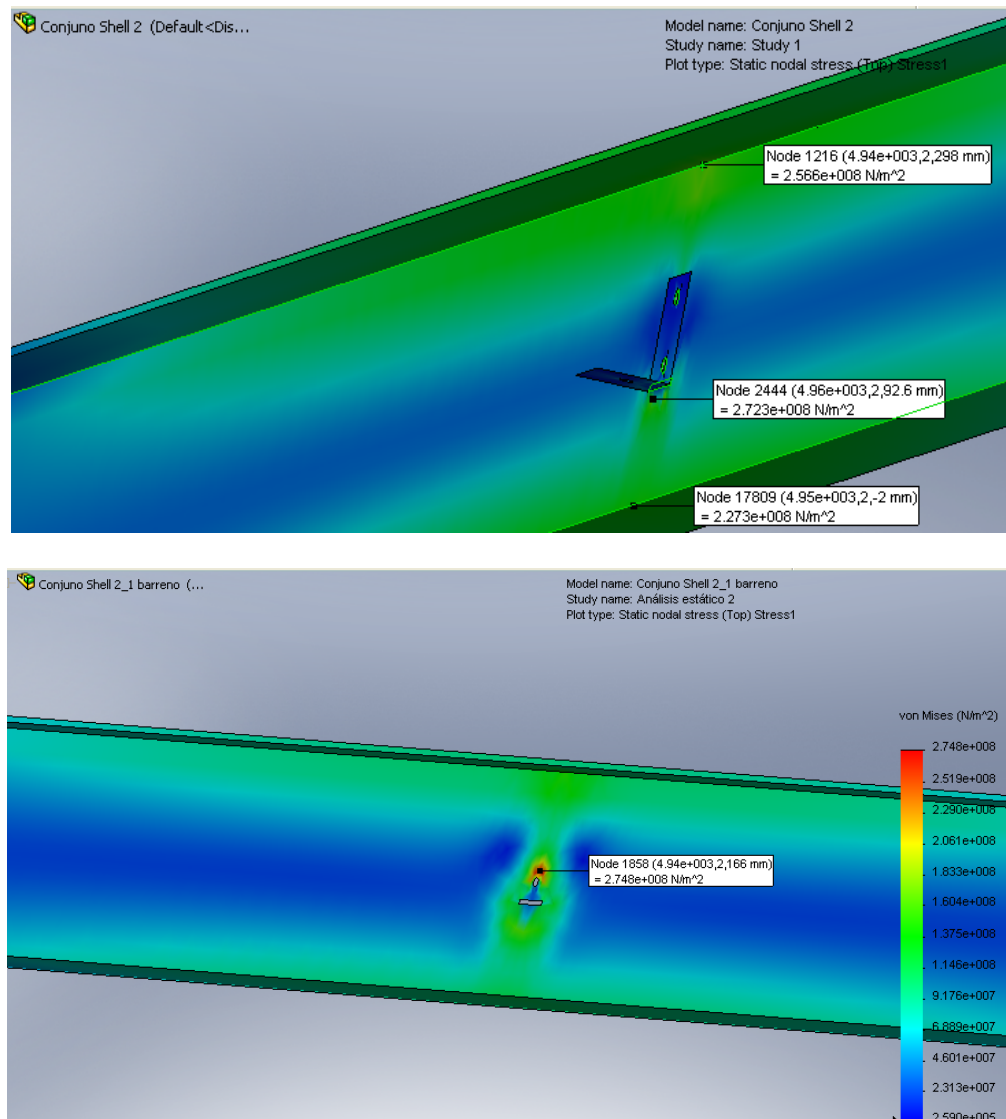 Conjuno Shell 2 (Default<Dis...
Model name: Conjuno Shell 2
Study name: Study 1
Plot type: Static nodal stress (Top) Stress1
Node 1216 (4.94e+003,2,298 mm)
= 2.566e+008 N/m^2
Node 2444 (4.96e+003,2,92.6 mm)
= 2.723e+008 N/m^2
Node 17809 (4.95e+003,2,-2 mm)
= 2.273e+008 N/m^2
Conjuno Shell 2_1 barreno (...
Model name: Conjuno Shell 2_1 barreno
Study name: Análisis estático 2
Plot type: Static nodal stress (Top) Stress1
von Mises (N/m^2)
2.748e+008
2.519e+008
2.290e+008
2.061e+008
1.833e+008
1.604e+008
1.375e+008
1.146e+008
9.176e+007
6.889e+007
4.601e+007
2.313e+007
2.590e+005
Node 1858 (4.94e+003,2,166 mm)
= 2.748e+008 N/m^2